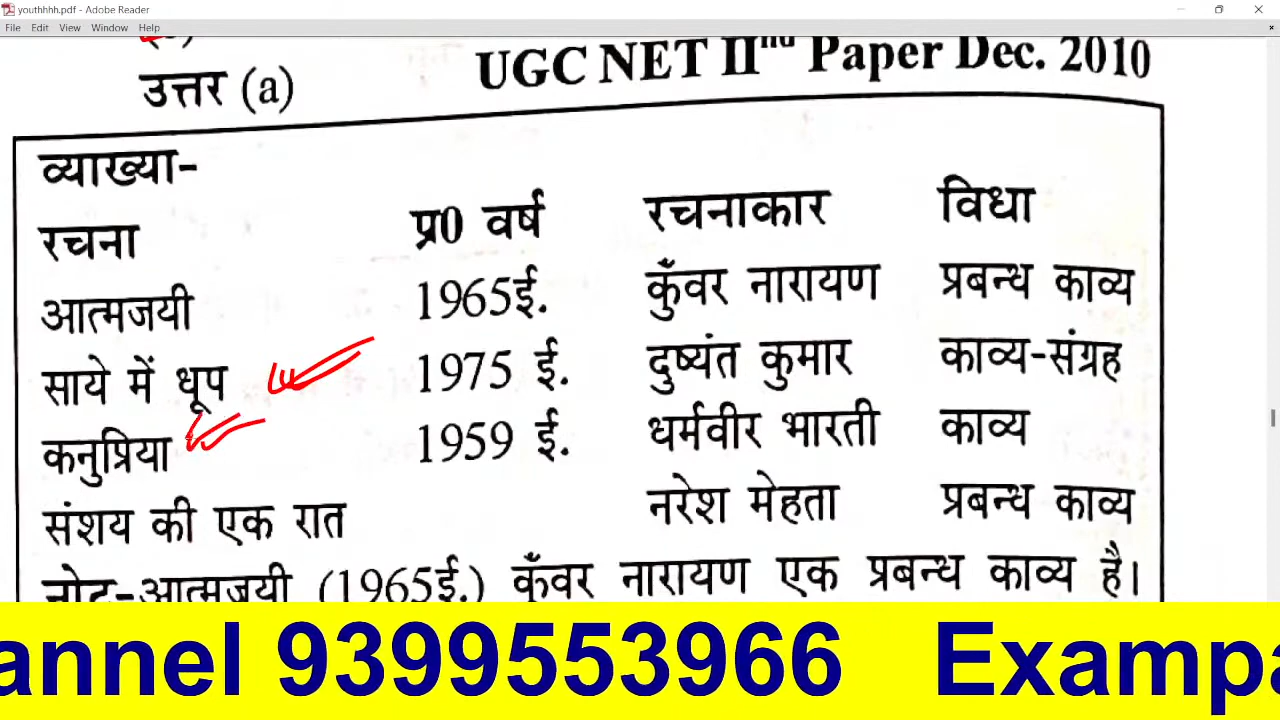 youthhhh.pdf - Adobe Reader
File Edit View Window Help
उत्तर (a)
UGC NET IInd Paper Dec. 2010
व्याख्या-
रचना प्र0 वर्ष रचनाकार विधा
आत्मजयी 1965ई. कुँवर नारायण प्रबन्ध काव्य
साये में धूप 1975 ई. दुष्यंत कुमार काव्य-संग्रह
कनुप्रिया 1959 ई. धर्मवीर भारती काव्य
संशय की एक रात नरेश मेहता प्रबन्ध काव्य
नोट-आत्मजयी (1965ई.) कुँवर नारायण एक प्रबन्ध काव्य है।
annel 9399553966 Exampa